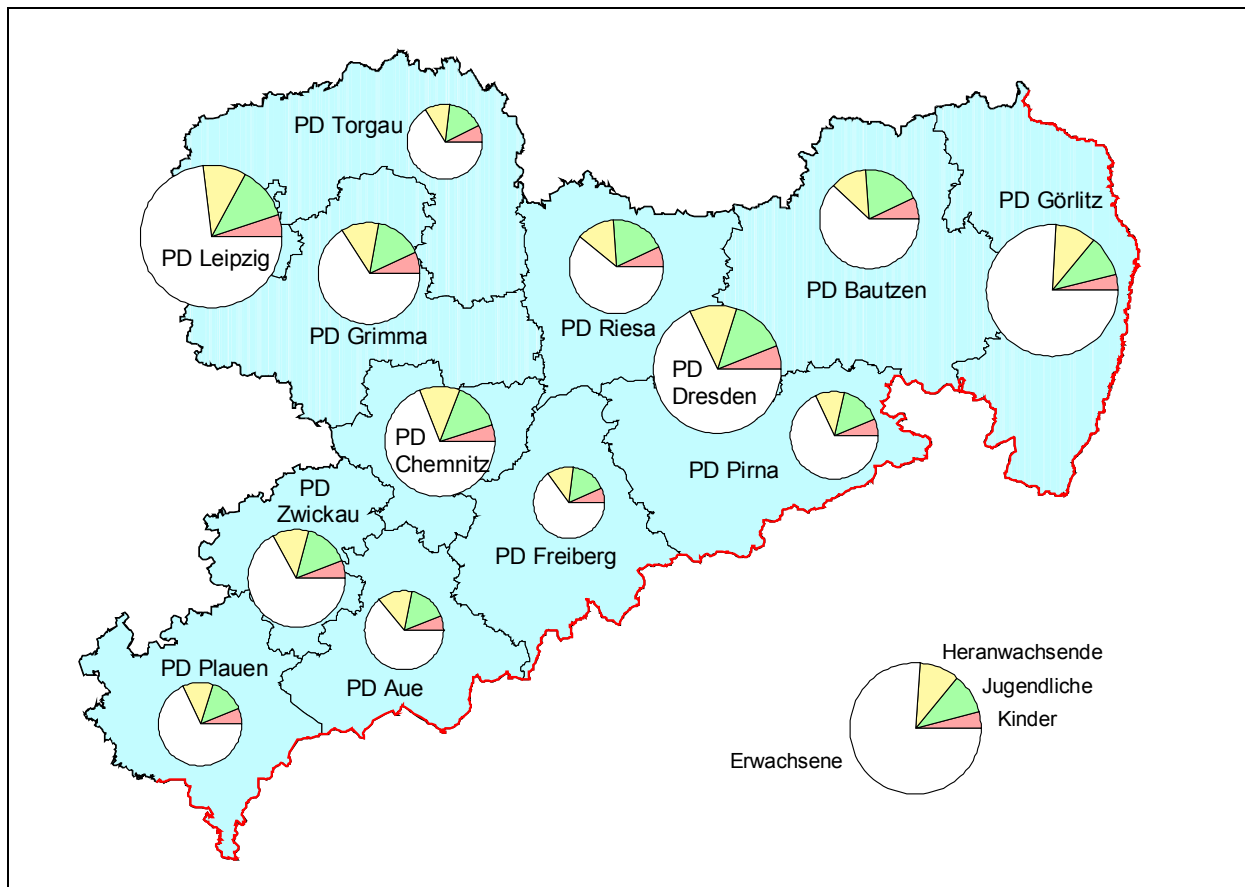 PD Torgau
PD Görlitz
PD Leipzig
PD Bautzen
PD Grimma
PD Riesa
PD
Dresden
PD
Chemnitz
PD Pirna
PD
Zwickau
PD Freiberg
PD Plauen
PD Aue
Heranwachsende
Jugendliche
Kinder
Erwachsene